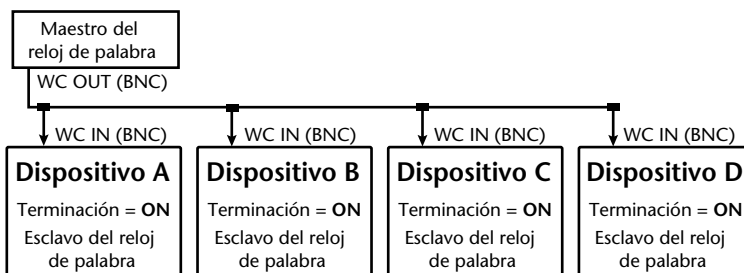 Maestro del
reloj de palabra
WC OUT (BNC)
WC IN (BNC)
WC IN (BNC)
WC IN (BNC)
WC IN (BNC)
Dispositivo A
Terminación = ON
Esclavo del reloj
de palabra
Dispositivo B
Terminación = ON
Esclavo del reloj
de palabra
Dispositivo C
Terminación = ON
Esclavo del reloj
de palabra
Dispositivo D
Terminación = ON
Esclavo del reloj
de palabra